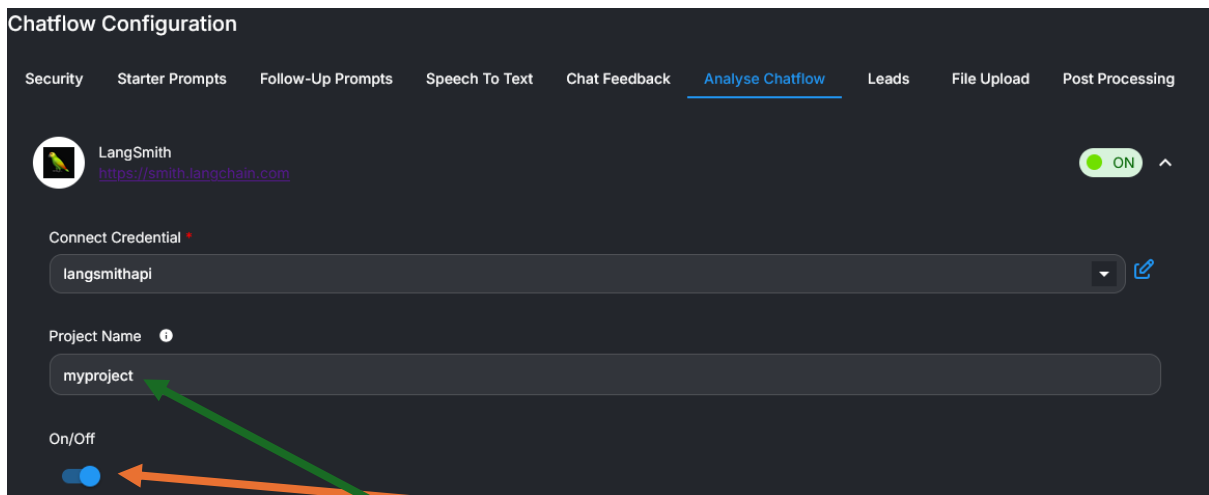 Chatflow Configuration
Security Starter Prompts Follow-Up Prompts Speech To Text Chat Feedback Analyse Chatflow Leads File Upload Post Processing
LangSmith
https://smith.langchain.com
ON
Connect Credential *
langsmithapi
Project Name
myproject
On/Off